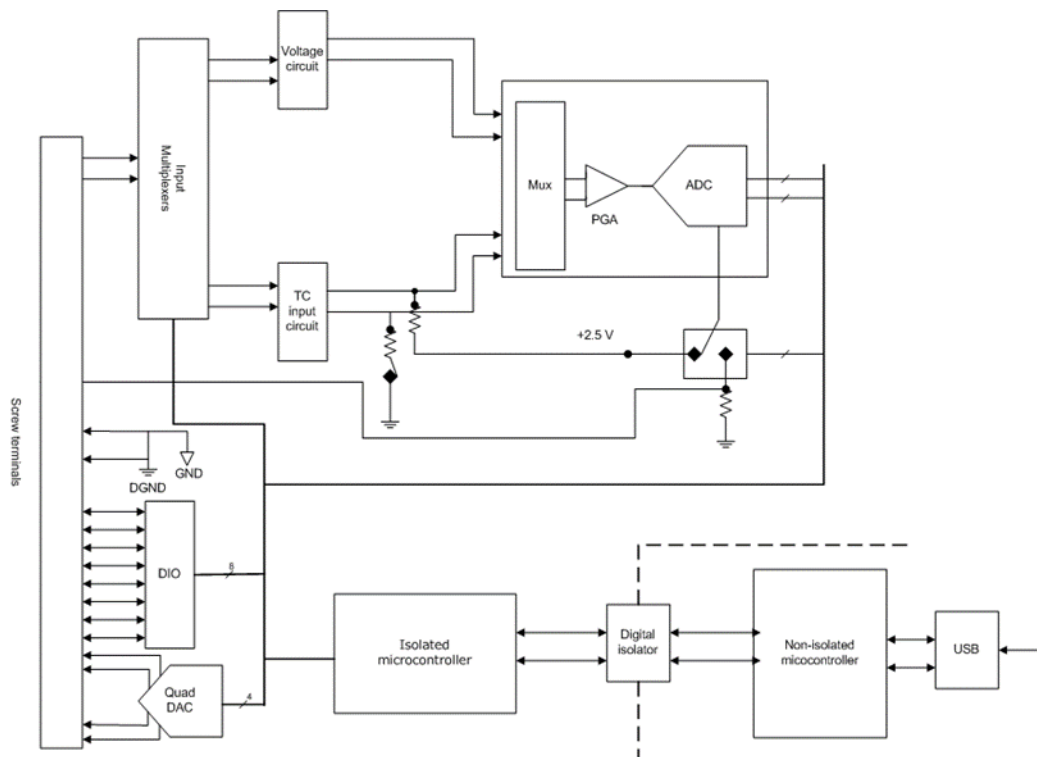 Voltage
circuit
Input
Multiplexers
Mux
PGA
ADC
TC
input
circuit
+2.5 V
Screw terminals
GND
DGND
DIO
8
Isolated
microcontroller
Digital
isolator
Non-isolated
micocontroller
USB
Quad
DAC
4